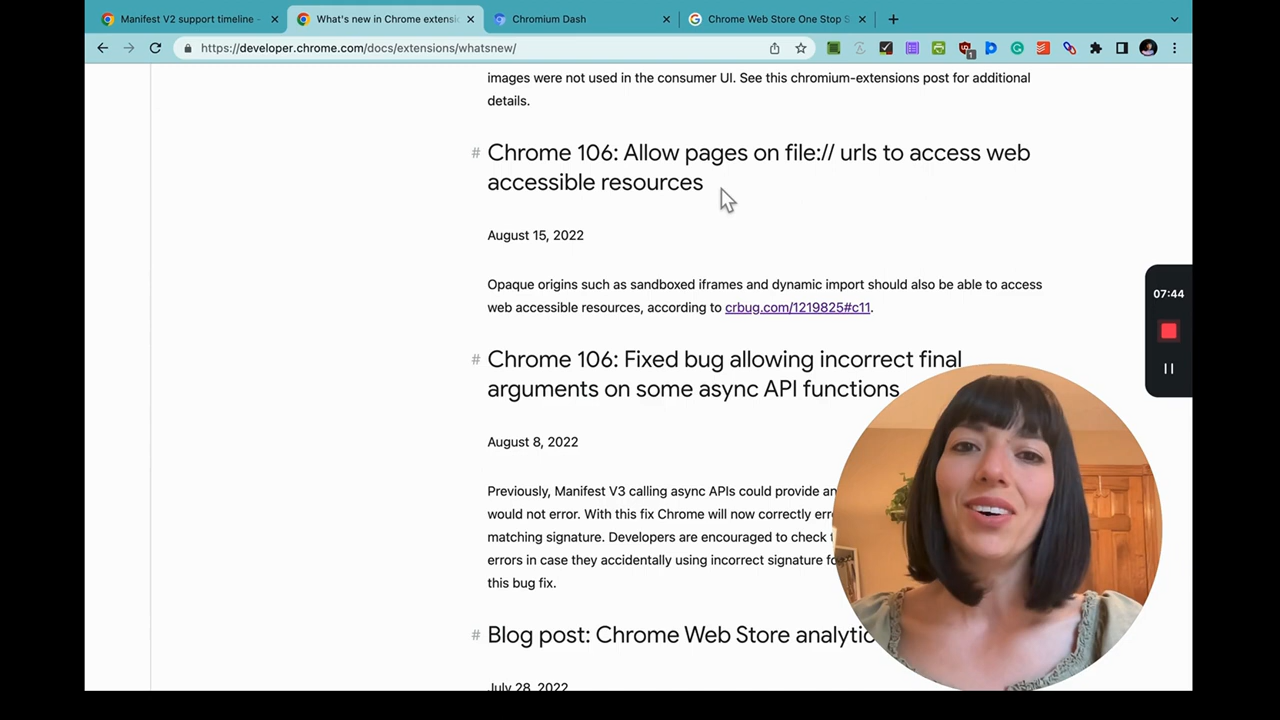 Manifest V2 support timeline -
What's new in Chrome extensi
Chromium Dash
Chrome Web Store One Stop S
https://developer.chrome.com/docs/extensions/whatsnew/
1
images were not used in the consumer UI. See this chromium-extensions post for additional
details.
# Chrome 106: Allow pages on file:// urls to access web
accessible resources
August 15, 2022
Opaque origins such as sandboxed iframes and dynamic import should also be able to access
web accessible resources, according to crbug.com/1219825#c11.
07:44
# Chrome 106: Fixed bug allowing incorrect final
arguments on some async API functions
August 8, 2022
Previously, Manifest V3 calling async APIs could provide an
would not error. With this fix Chrome will now correctly erro
matching signature. Developers are encouraged to check
errors in case they accidentally using incorrect signature fo
this bug fix.
# Blog post: Chrome Web Store analytic
July 28, 2022